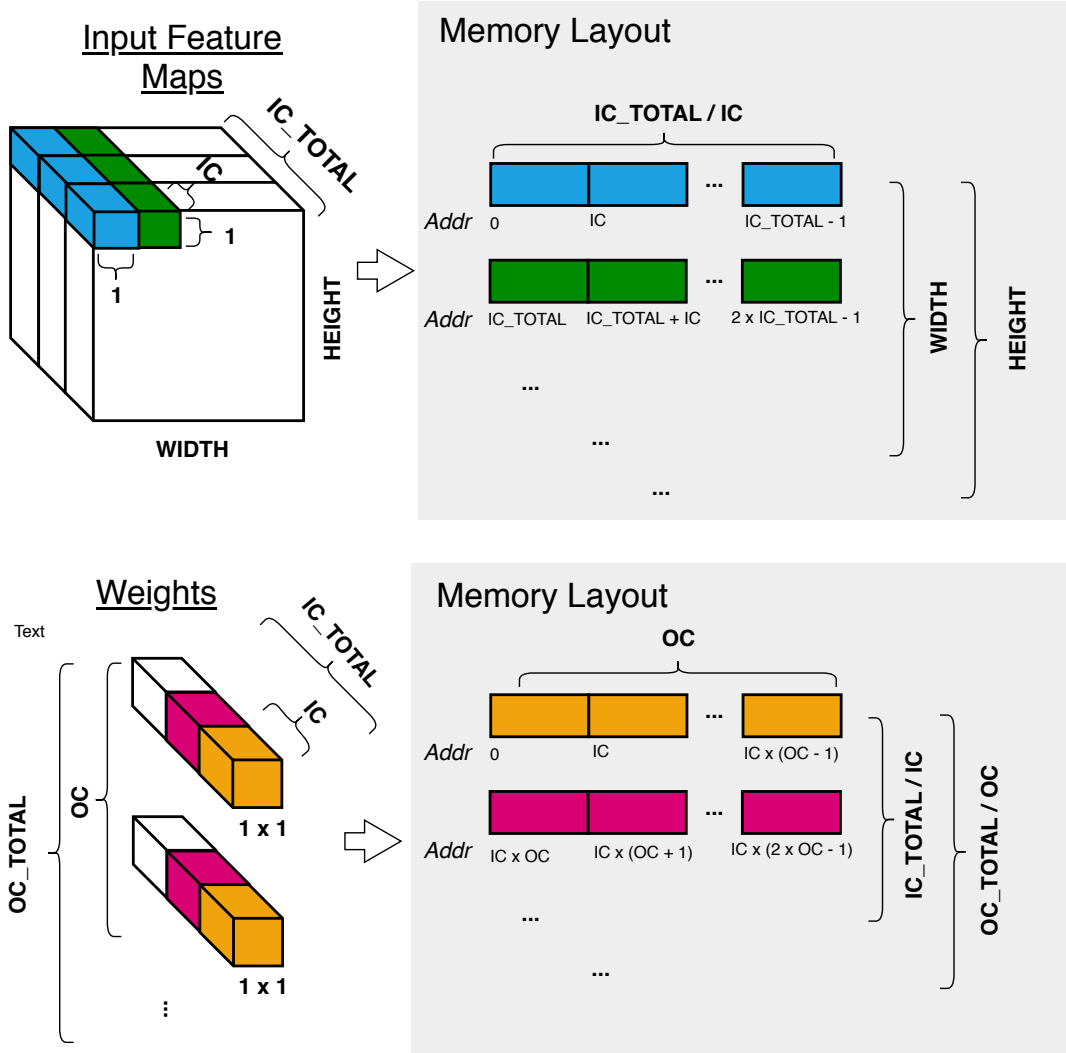 Input Feature
Maps
IC_TOTAL
IC
1
1
HEIGHT
WIDTH
Memory Layout
IC_TOTAL / IC
...
Addr
0
IC
IC_TOTAL - 1
...
Addr
IC_TOTAL
IC_TOTAL + IC
2 x IC_TOTAL - 1
...
...
...
WIDTH
HEIGHT
Weights
Text
IC_TOTAL
IC
OC_TOTAL
OC
1 x 1
1 x 1
...
Memory Layout
OC
...
Addr
0
IC
IC x (OC - 1)
...
Addr
IC x OC
IC x (OC + 1)
IC x (2 x OC - 1)
...
...
IC_TOTAL / IC
OC_TOTAL / OC